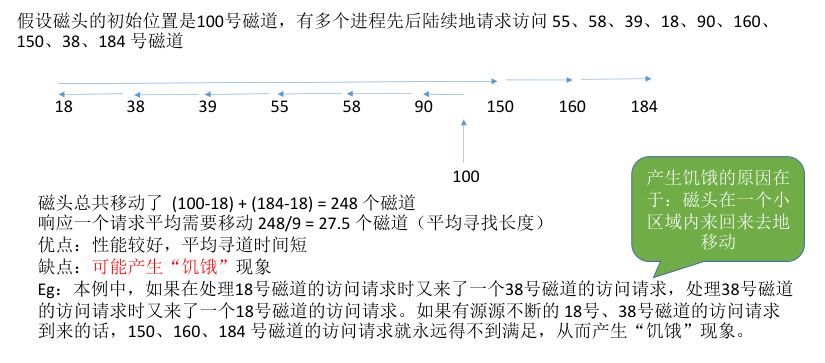 假设磁头的初始位置是100号磁道，有多个进程先后陆续地请求访问 55、58、39、18、90、160、
150、38、184 号磁道
18 38 39 55 58 90 150 160 184
100
磁头总共移动了 (100-18) + (184-18) = 248 个磁道
响应一个请求平均需要移动 248/9 = 27.5 个磁道（平均寻找长度）
优点：性能较好，平均寻道时间短
缺点：可能产生“饥饿”现象
Eg：本例中，如果在处理18号磁道的访问请求时又来了一个38号磁道的访问请求，处理38号磁道
的访问请求时又来了一个18号磁道的访问请求。如果有源源不断的 18号、38号磁道的访问请求
到来的话，150、160、184 号磁道的访问请求就永远得不到满足，从而产生“饥饿”现象。
产生饥饿的原因在
于：磁头在一个小
区域内来回来去地
移动